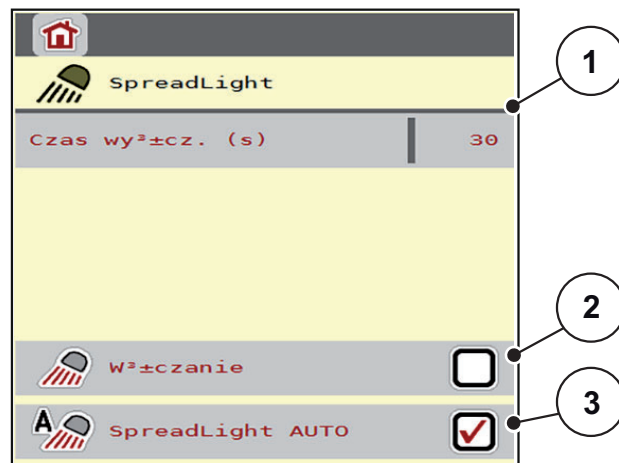 SpreadLight
1
Czas wy³±cz. (s) 30
2
W³±czanie
A
SpreadLight AUTO
3